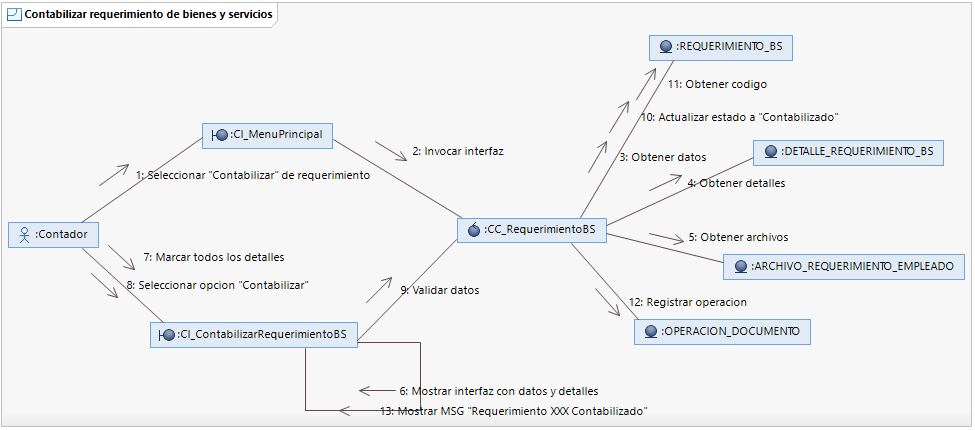 Contabilizar requerimiento de bienes y servicios
:REQUERIMIENTO_BS
11: Obtener codigo
10: Actualizar estado a "Contabilizado"
:CI_MenuPrincipal
2: Invocar interfaz
3: Obtener datos
:DETALLE_REQUERIMIENTO_BS
1: Seleccionar "Contabilizar" de requerimiento
4: Obtener detalles
:Contador
:CC_RequerimientoBS
5: Obtener archivos
7: Marcar todos los detalles
:ARCHIVO_REQUERIMIENTO_EMPLEADO
8: Seleccionar opcion "Contabilizar"
9: Validar datos
12: Registrar operacion
:CI_ContabilizarRequerimientoBS
:OPERACION_DOCUMENTO
6: Mostrar interfaz con datos y detalles
13: Mostrar MSG "Requerimiento XXX Contabilizado"